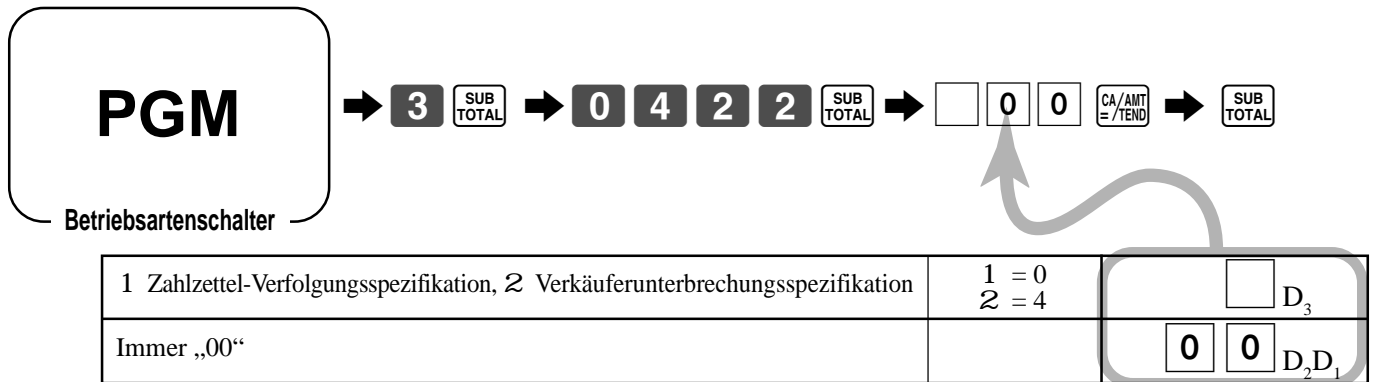 PGM
Betriebsartenschalter
➡ 3 SUB TOTAL ➡ 0 4 2 2 SUB TOTAL ➡ 0 0 CA/AMT = /TEND ➡ SUB TOTAL
1 Zahlzettel-Verfolgungsspezifikation, 2 Verkäuferunterbrechungsspezifikation 1 = 0 2 = 4 D3
Immer „00“ 0 0 D2D1